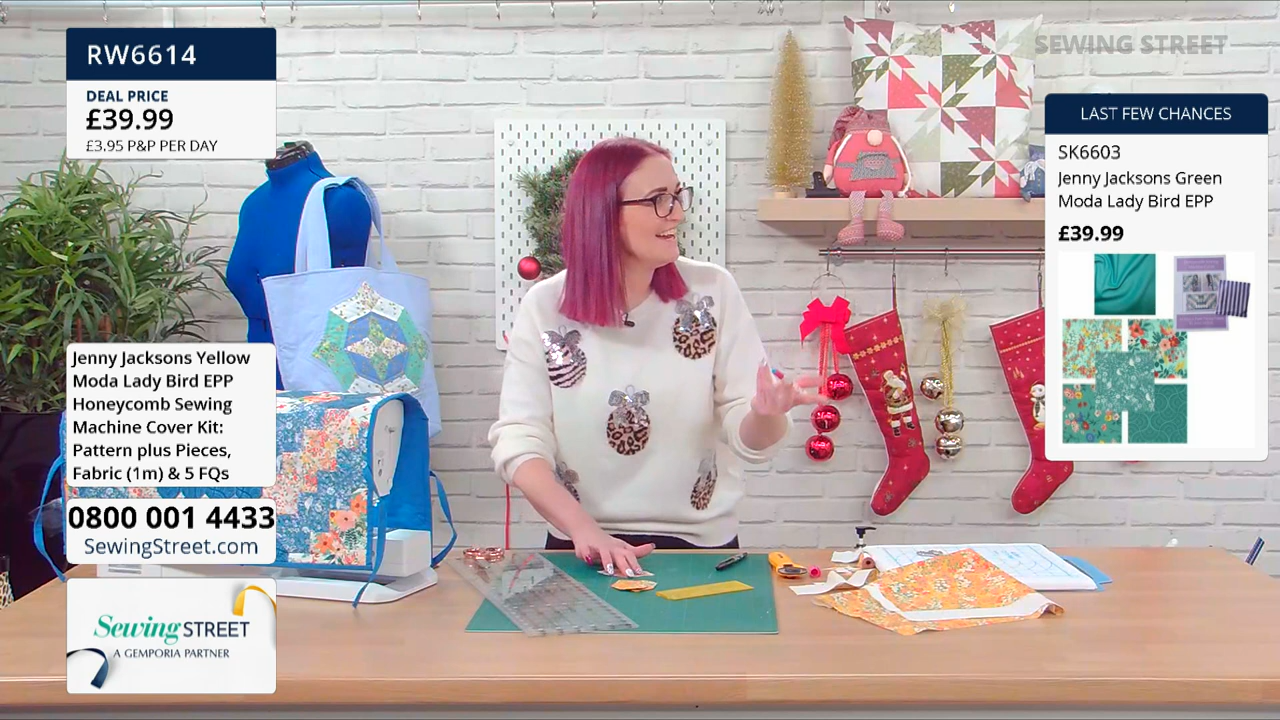 RW6614
DEAL PRICE
£39.99
£3.95 P&P PER DAY
Jenny Jacksons Yellow
Moda Lady Bird EPP
Honeycomb Sewing
Machine Cover Kit:
Pattern plus Pieces,
Fabric (1m) & 5 FQs
0800 001 4433
SewingStreet.com
Sewing STREET
A GEMPORIA PARTNER
SEWING STREET
LAST FEW CHANCES
SK6603
Jenny Jacksons Green
Moda Lady Bird EPP
£39.99